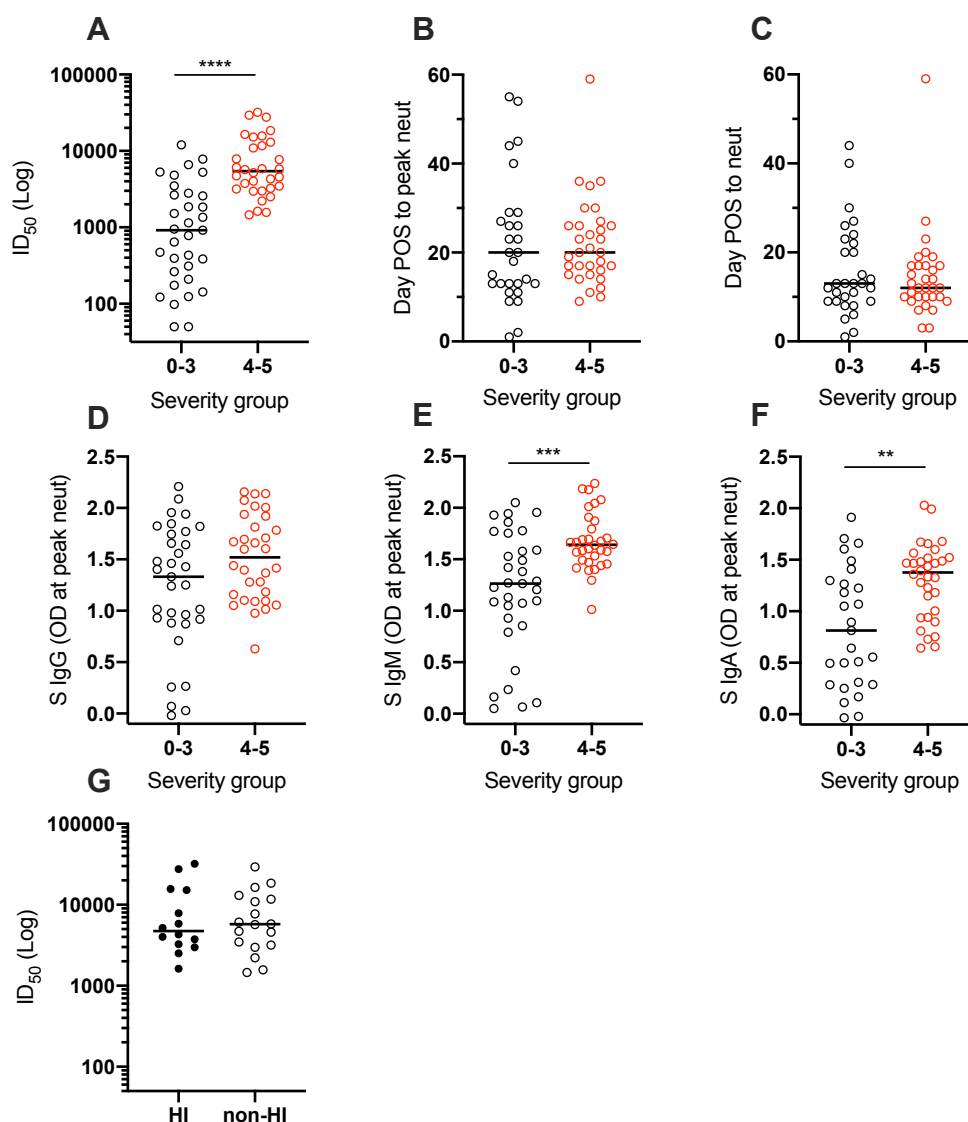 A
****
100000
10000
1000
100
ID50 (Log)
0-3
4-5
Severity group
B
60
40
20
0
Day POS to peak neut
0-3
4-5
Severity group
C
60
40
20
0
Day POS to neut
0-3
4-5
Severity group
D
2.5
2.0
1.5
1.0
0.5
0.0
S IgG (OD at peak neut)
0-3
4-5
Severity group
E
***
2.5
2.0
1.5
1.0
0.5
0.0
S IgM (OD at peak neut)
0-3
4-5
Severity group
F
**
2.5
2.0
1.5
1.0
0.5
0.0
S IgA (OD at peak neut)
0-3
4-5
Severity group
G
100000
10000
1000
100
ID50 (Log)
HI
non-HI